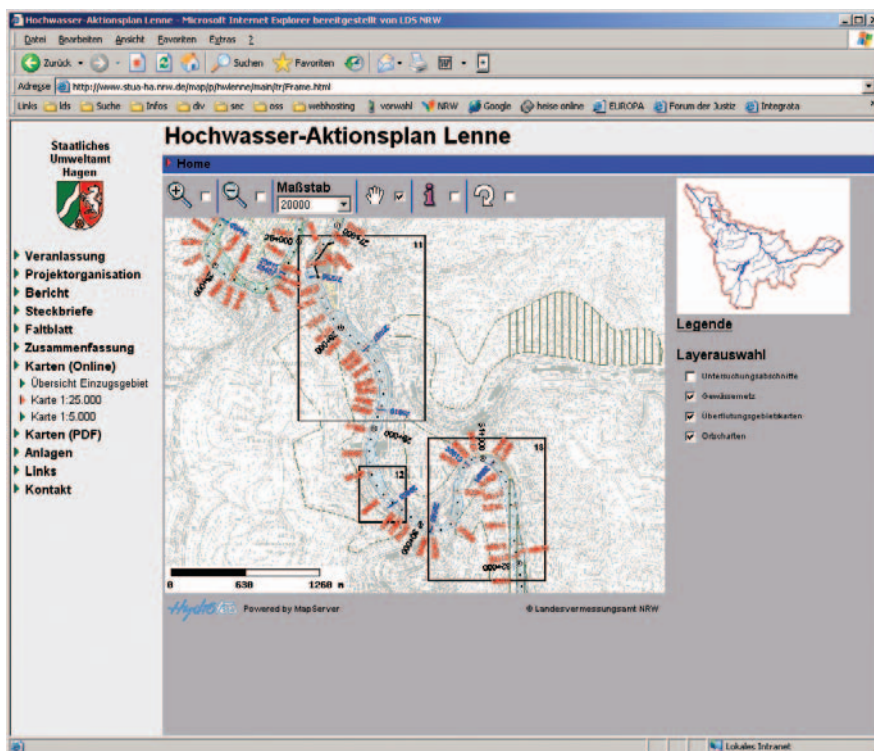 Hochwasser-Aktionsplan Lenne - Microsoft Internet Explorer bereitgestellt von LDS NRW
Datei Bearbeiten Ansicht Favoriten Extras ?
Zurück Suchen Favoriten
Adresse http://www.stua-ha.nrw.de/map/p/hwlenne/main/tr/Frame.html
Links lds Suche Infos div sec oss webhosting vorwahl NRW Google heise online EUROPA Forum der Justiz Integrata
Staatliches
Umweltamt
Hagen
Hochwasser-Aktionsplan Lenne
Home
Maßstab
20000
Veranlassung
Projektorganisation
Bericht
Steckbriefe
Faltblatt
Zusammenfassung
Karten (Online)
Übersicht Einzugsgebiet
Karte 1:25.000
Karte 1:5.000
Karten (PDF)
Anlagen
Links
Kontakt
11
12
0 630 1260 m
Powered by MapServer
© Landesvermessungsamt NRW
Legende
Layerauswahl
Untersuchungsabschnitte
Gewässernetz
Überflutungsgebietskarten
Ortschaften
Lokales Intranet